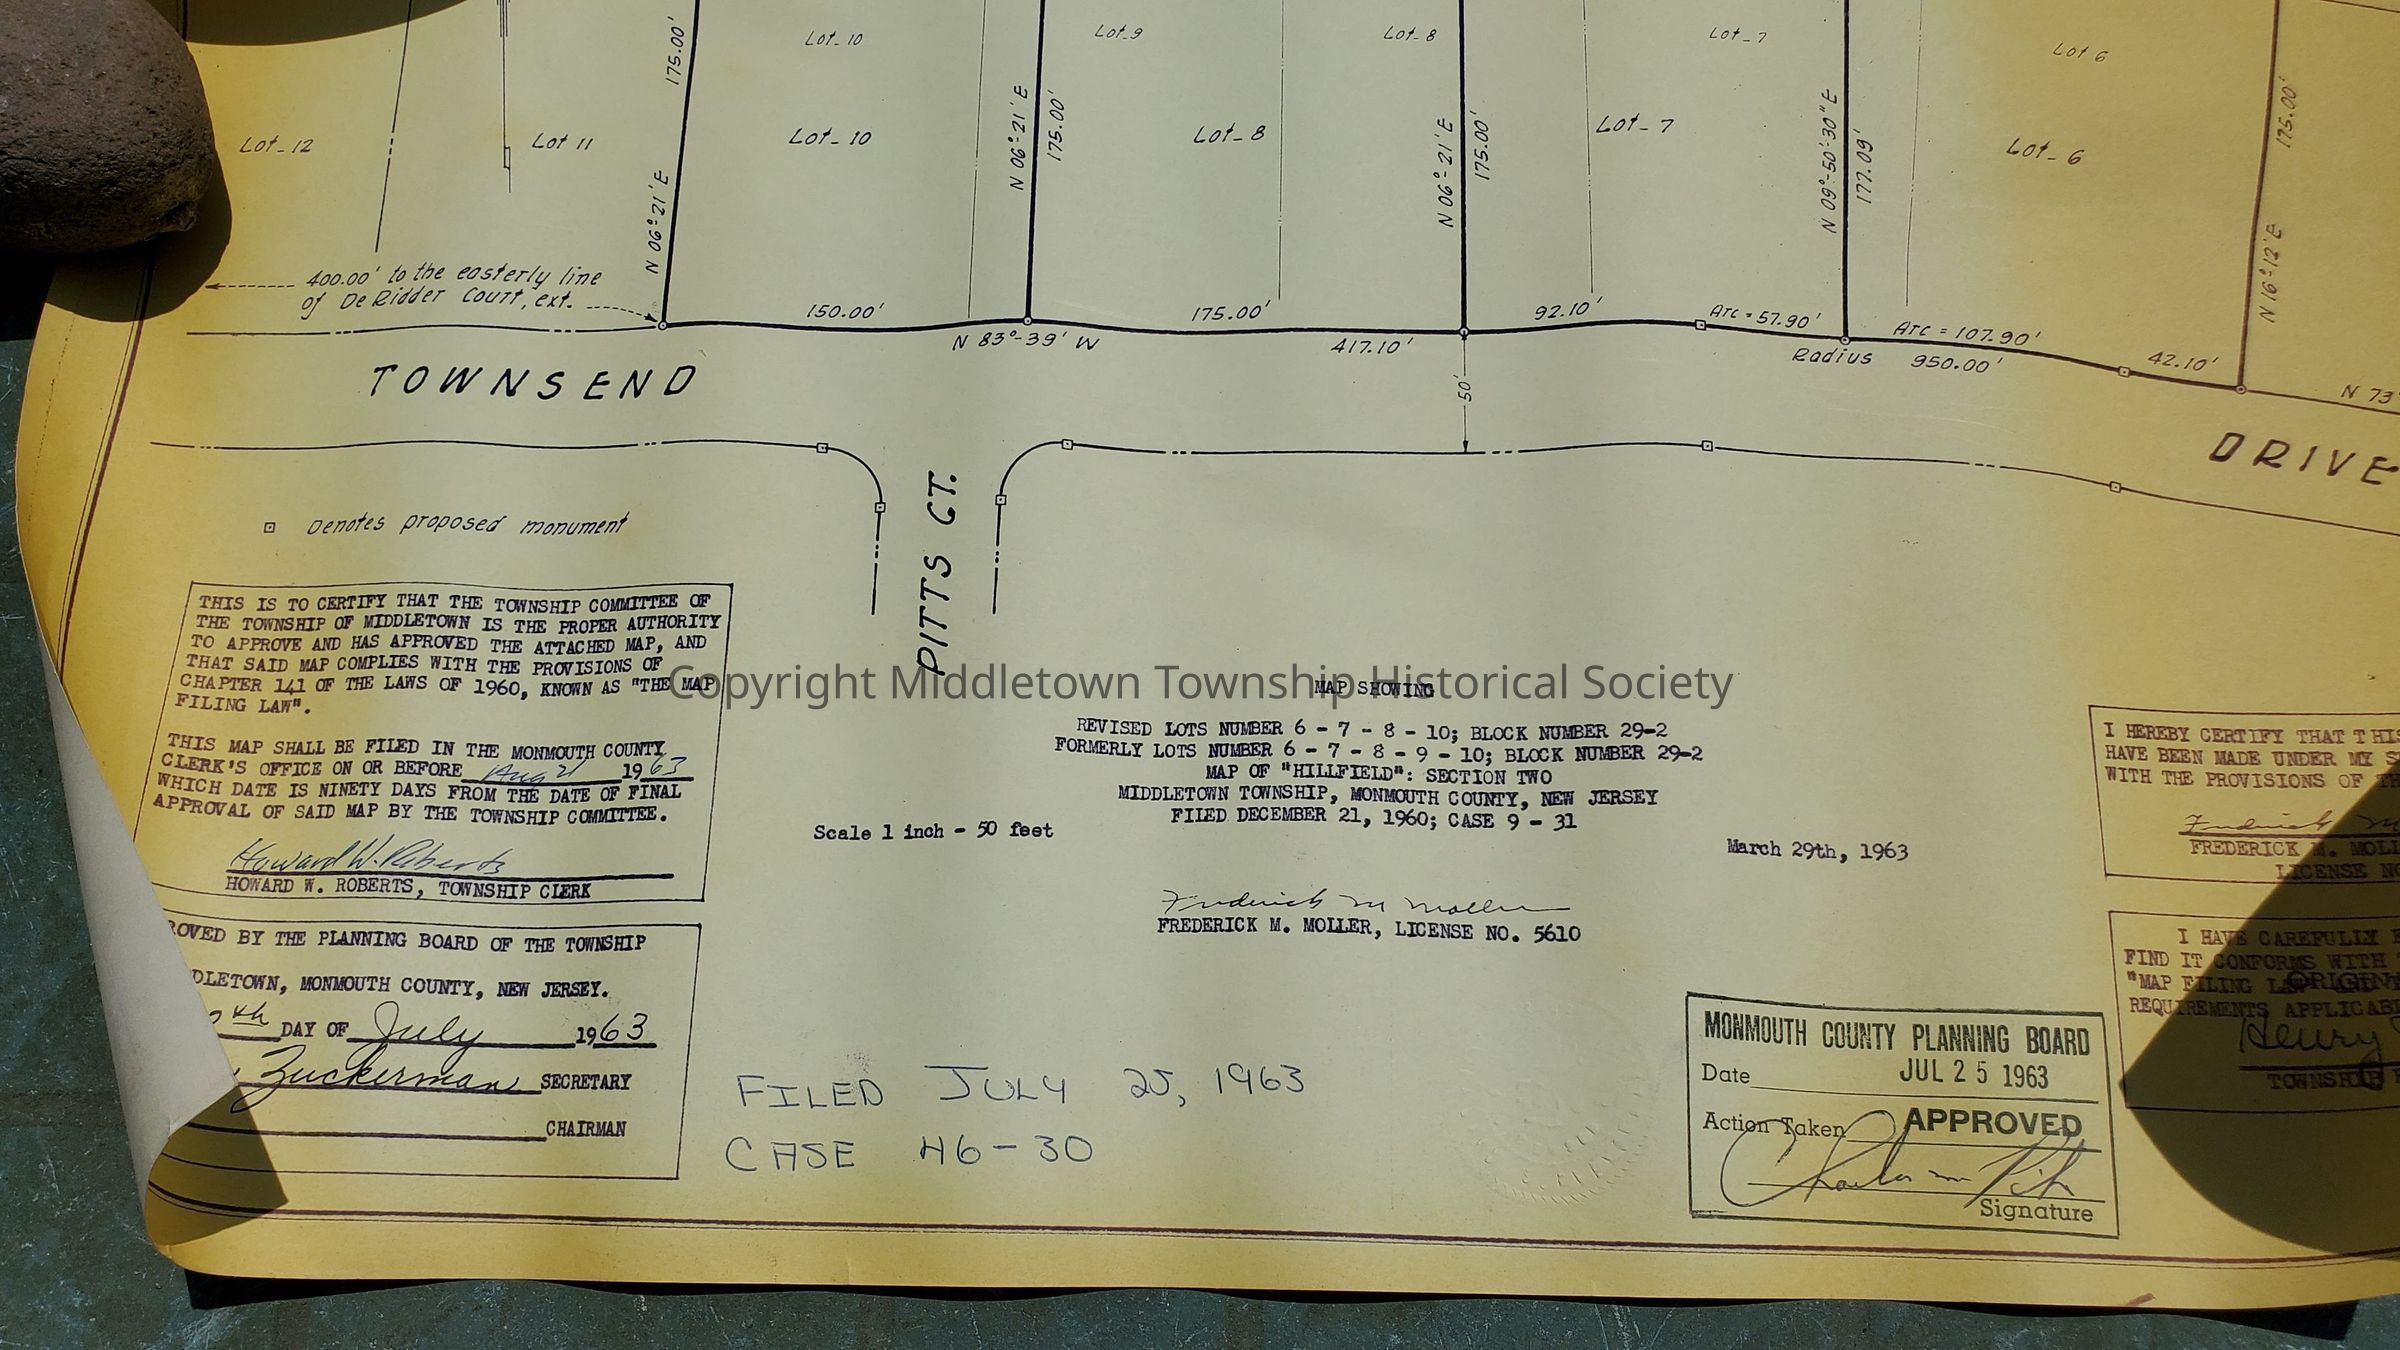 Lot_10
Lot_9
Lot_8
Lot_7
Lot 6
Lot_12
Lot 11
Lot_10
Lot_8
Lot_7
Lot_6
175.00'
N 06°-21' E
N 06°-21' E
175.00'
N 06°-21' E
175.00'
N 09°-50'-30" E
177.09'
175.00'
N 16°-12' E
400.00' to the easterly line
of DeRidder Court, ext.
150.00'
175.00'
92.10'
Arc = 57.90'
Arc = 107.90'
42.10'
N 83°-39' W
417.10'
Radius 950.00'
N 73°
50'
TOWNSEND
DRIVE
PITTS CT.
Denotes proposed monument
THIS IS TO CERTIFY THAT THE TOWNSHIP COMMITTEE OF
THE TOWNSHIP OF MIDDLETOWN IS THE PROPER AUTHORITY
TO APPROVE AND HAS APPROVED THE ATTACHED MAP, AND
THAT SAID MAP COMPLIES WITH THE PROVISIONS OF
CHAPTER 141 OF THE LAWS OF 1960, KNOWN AS "THE MAP
FILING LAW".
THIS MAP SHALL BE FILED IN THE MONMOUTH COUNTY
CLERK'S OFFICE ON OR BEFORE Aug 21 1963
WHICH DATE IS NINETY DAYS FROM THE DATE OF FINAL
APPROVAL OF SAID MAP BY THE TOWNSHIP COMMITTEE.
Howard W. Roberts
HOWARD W. ROBERTS, TOWNSHIP CLERK
ROVED BY THE PLANNING BOARD OF THE TOWNSHIP
DLETOWN, MONMOUTH COUNTY, NEW JERSEY.
th DAY OF July 1963
Zuckerman SECRETARY
CHAIRMAN
Copyright Middletown Township Historical Society
MAP SHOWING
REVISED LOTS NUMBER 6 - 7 - 8 - 10; BLOCK NUMBER 29-2
FORMERLY LOTS NUMBER 6 - 7 - 8 - 9 - 10; BLOCK NUMBER 29-2
MAP OF "HILLFIELD": SECTION TWO
MIDDLETOWN TOWNSHIP, MONMOUTH COUNTY, NEW JERSEY
FILED DECEMBER 21, 1960; CASE 9 - 31
Scale 1 inch - 50 feet
March 29th, 1963
Frederick M Moller
FREDERICK M. MOLLER, LICENSE NO. 5610
FILED JULY 25, 1963
CASE 46-30
I HEREBY CERTIFY THAT THIS
HAVE BEEN MADE UNDER MY S
WITH THE PROVISIONS OF
Frederick M
FREDERICK M. MOLL
LICENSE NO
I HAVE CAREFULLY
FIND IT CONFORMS WITH
"MAP FILING LAW
REQUIREMENTS APPLICAB
Henry
TOWNSHIP
MONMOUTH COUNTY PLANNING BOARD
Date JUL 25 1963
Action Taken APPROVED
Signature